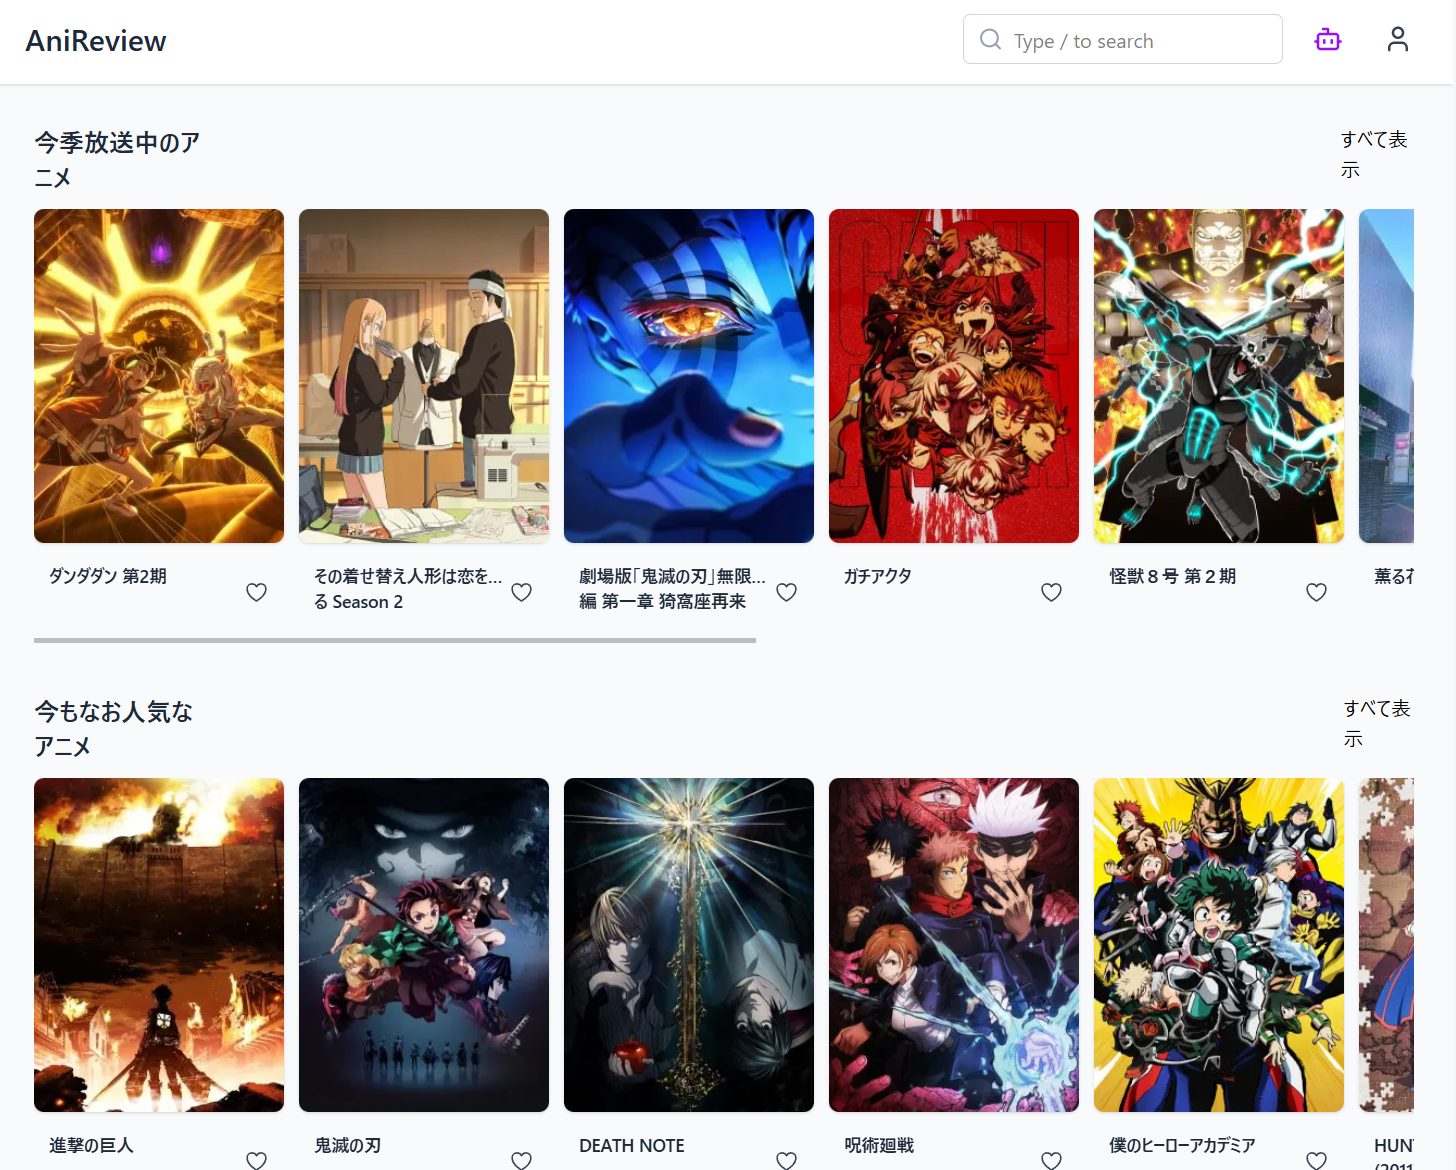 AniReview
Type / to search
今季放送中のア
ニメ
すべて表
示
ダンダダン 第2期
その着せ替え人形は恋を...
る Season 2
劇場版「鬼滅の刃」無限...
編 第一章 猗窩座再来
ガチアクタ
怪獣８号 第２期
薫る花
今もなお人気な
アニメ
すべて表
示
進撃の巨人
鬼滅の刃
DEATH NOTE
呪術廻戦
僕のヒーローアカデミア
HUN
(2011